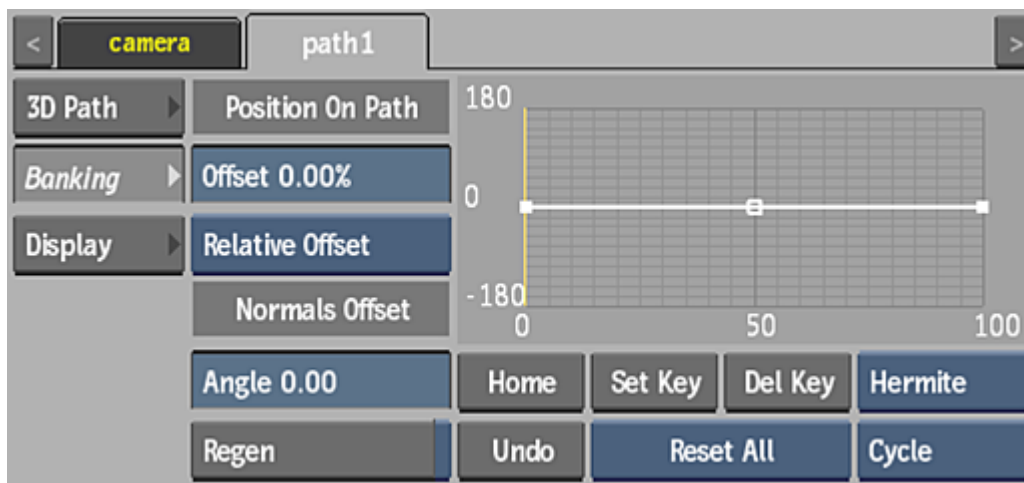 < camera path1 >
3D Path Position On Path 180
Banking Offset 0.00% 0
Display Relative Offset
Normals Offset -180
0 50 100
Angle 0.00 Home Set Key Del Key Hermite
Regen Undo Reset All Cycle